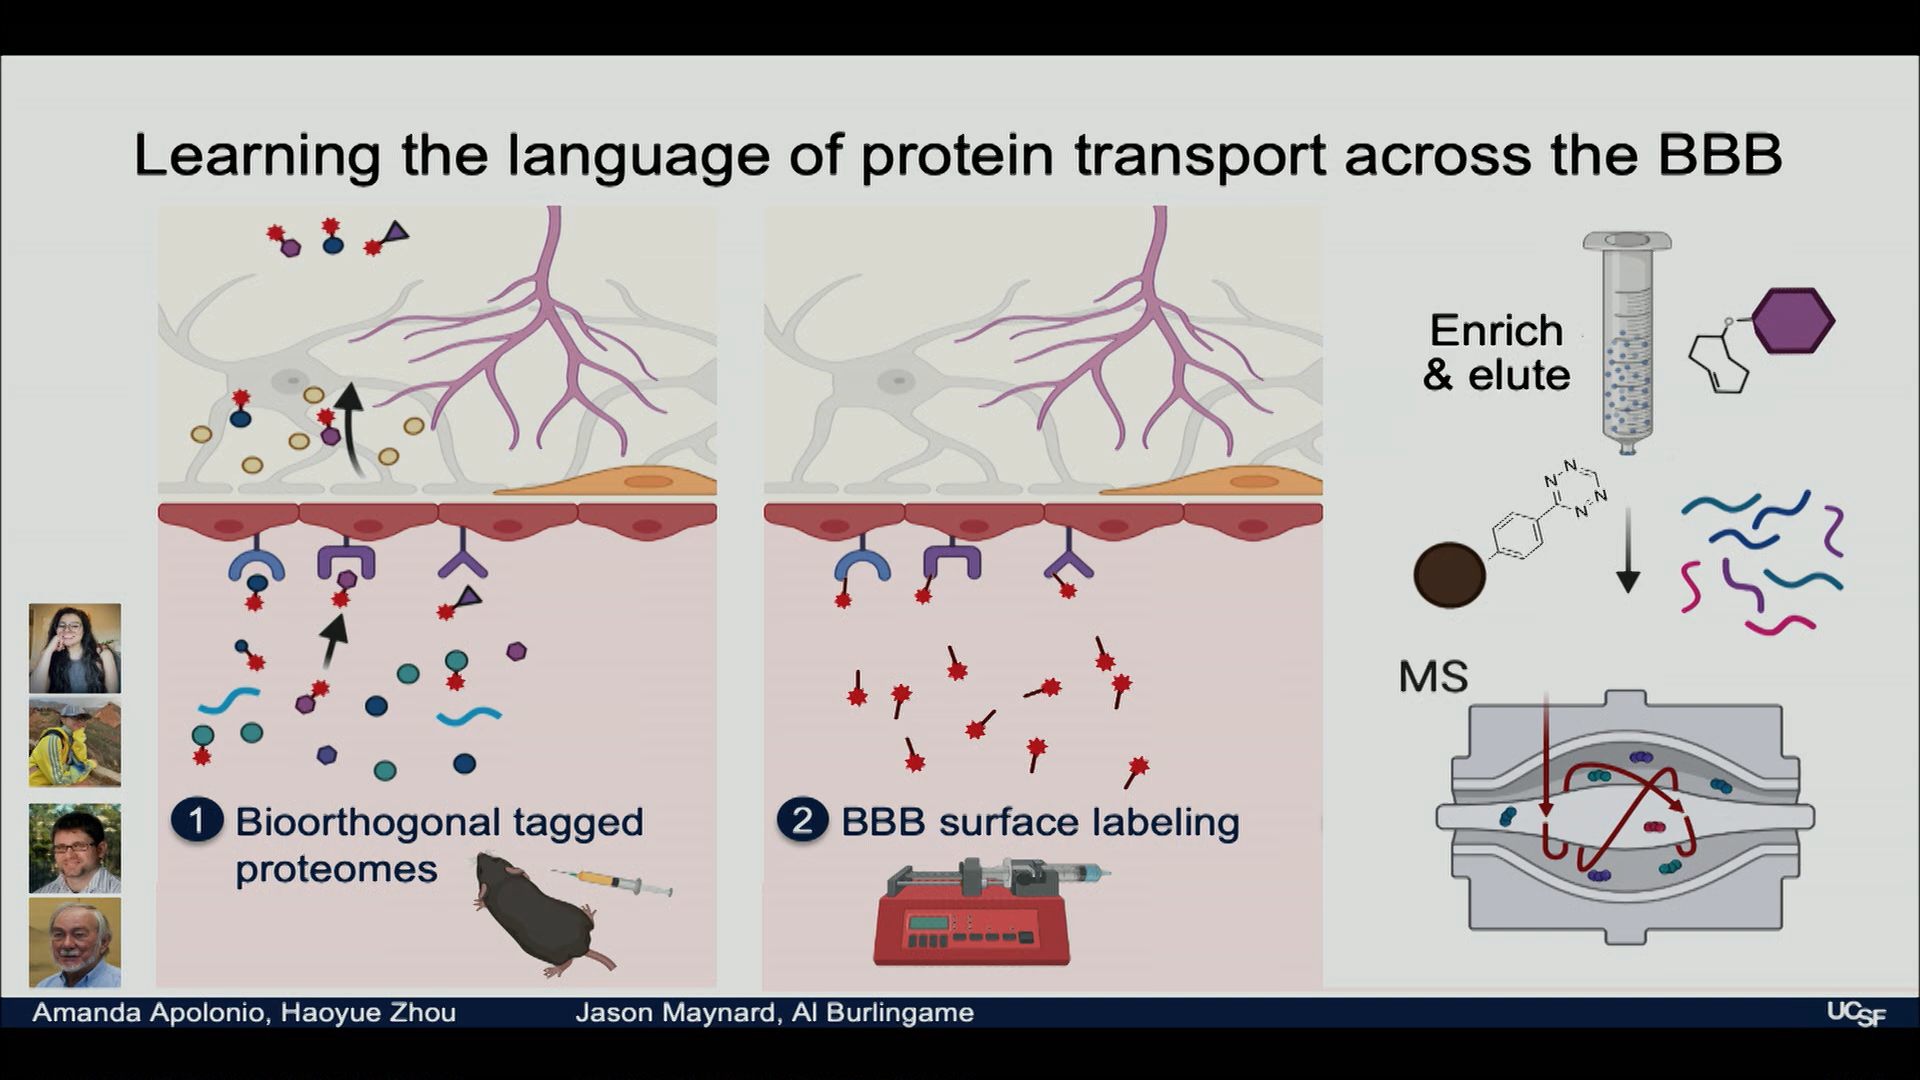 Learning the language of protein transport across the BBB
Enrich
& elute
N
N
N
N
MS
1 Bioorthogonal tagged
proteomes
2 BBB surface labeling
Amanda Apolonio, Haoyue Zhou
Jason Maynard, Al Burlingame
UCSF